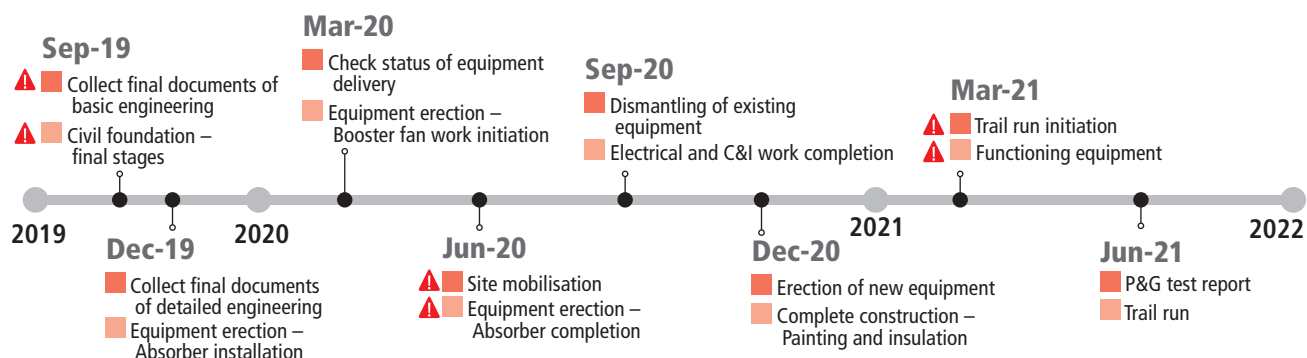 Sep-19
Collect final documents of
basic engineering
Civil foundation –
final stages
Mar-20
Check status of equipment
delivery
Equipment erection –
Booster fan work initiation
Sep-20
Dismantling of existing
equipment
Electrical and C&I work completion
Mar-21
Trail run initiation
Functioning equipment
2019
2020
2021
2022
Dec-19
Collect final documents
of detailed engineering
Equipment erection –
Absorber installation
Jun-20
Site mobilisation
Equipment erection –
Absorber completion
Dec-20
Erection of new equipment
Complete construction –
Painting and insulation
Jun-21
P&G test report
Trail run